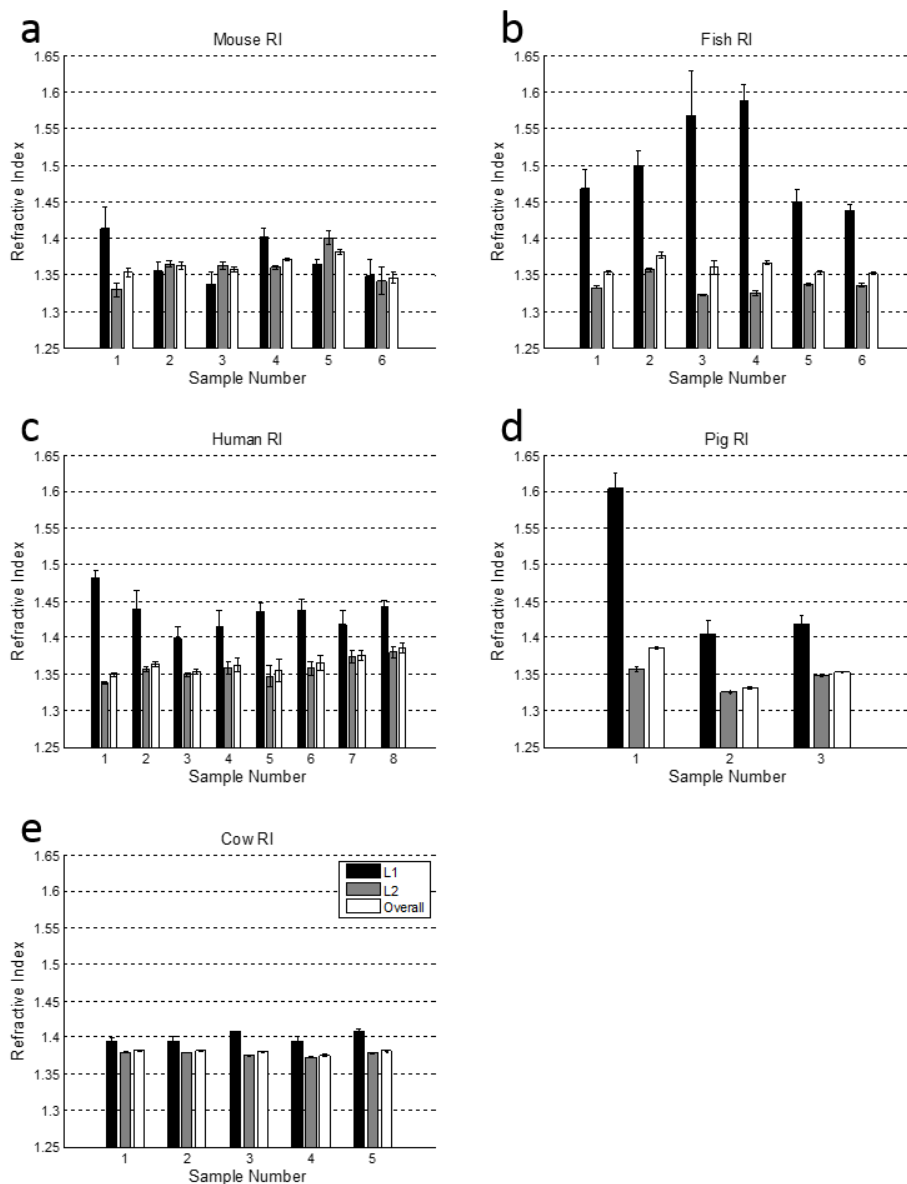 a
Mouse RI
1.65
1.6
1.55
1.5
1.45
1.4
1.35
1.3
1.25
Refractive Index
1 2 3 4 5 6
Sample Number
b
Fish RI
1.65
1.6
1.55
1.5
1.45
1.4
1.35
1.3
1.25
Refractive Index
1 2 3 4 5 6
Sample Number
c
Human RI
1.65
1.6
1.55
1.5
1.45
1.4
1.35
1.3
1.25
Refractive Index
1 2 3 4 5 6 7 8
Sample Number
d
Pig RI
1.65
1.6
1.55
1.5
1.45
1.4
1.35
1.3
1.25
Refractive Index
1 2 3
Sample Number
e
Cow RI
1.65
1.6
1.55
1.5
1.45
1.4
1.35
1.3
1.25
Refractive Index
L1
L2
Overall
1 2 3 4 5
Sample Number